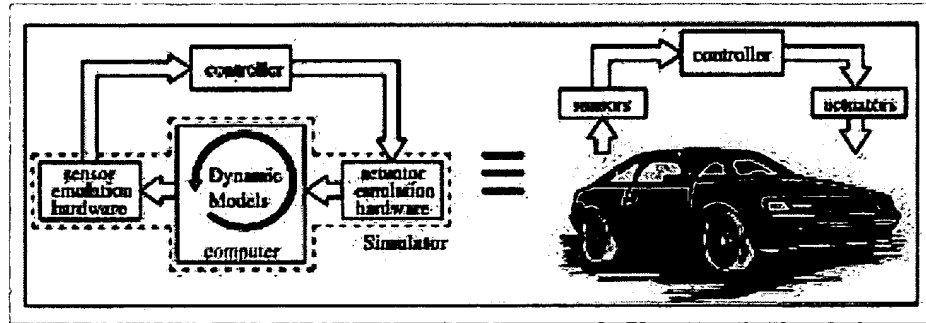 controller
sensor
emulation
hardware
Dynamic
Models
computer
actuator
emulation
hardware
Simulator
controller
sensors
actuators